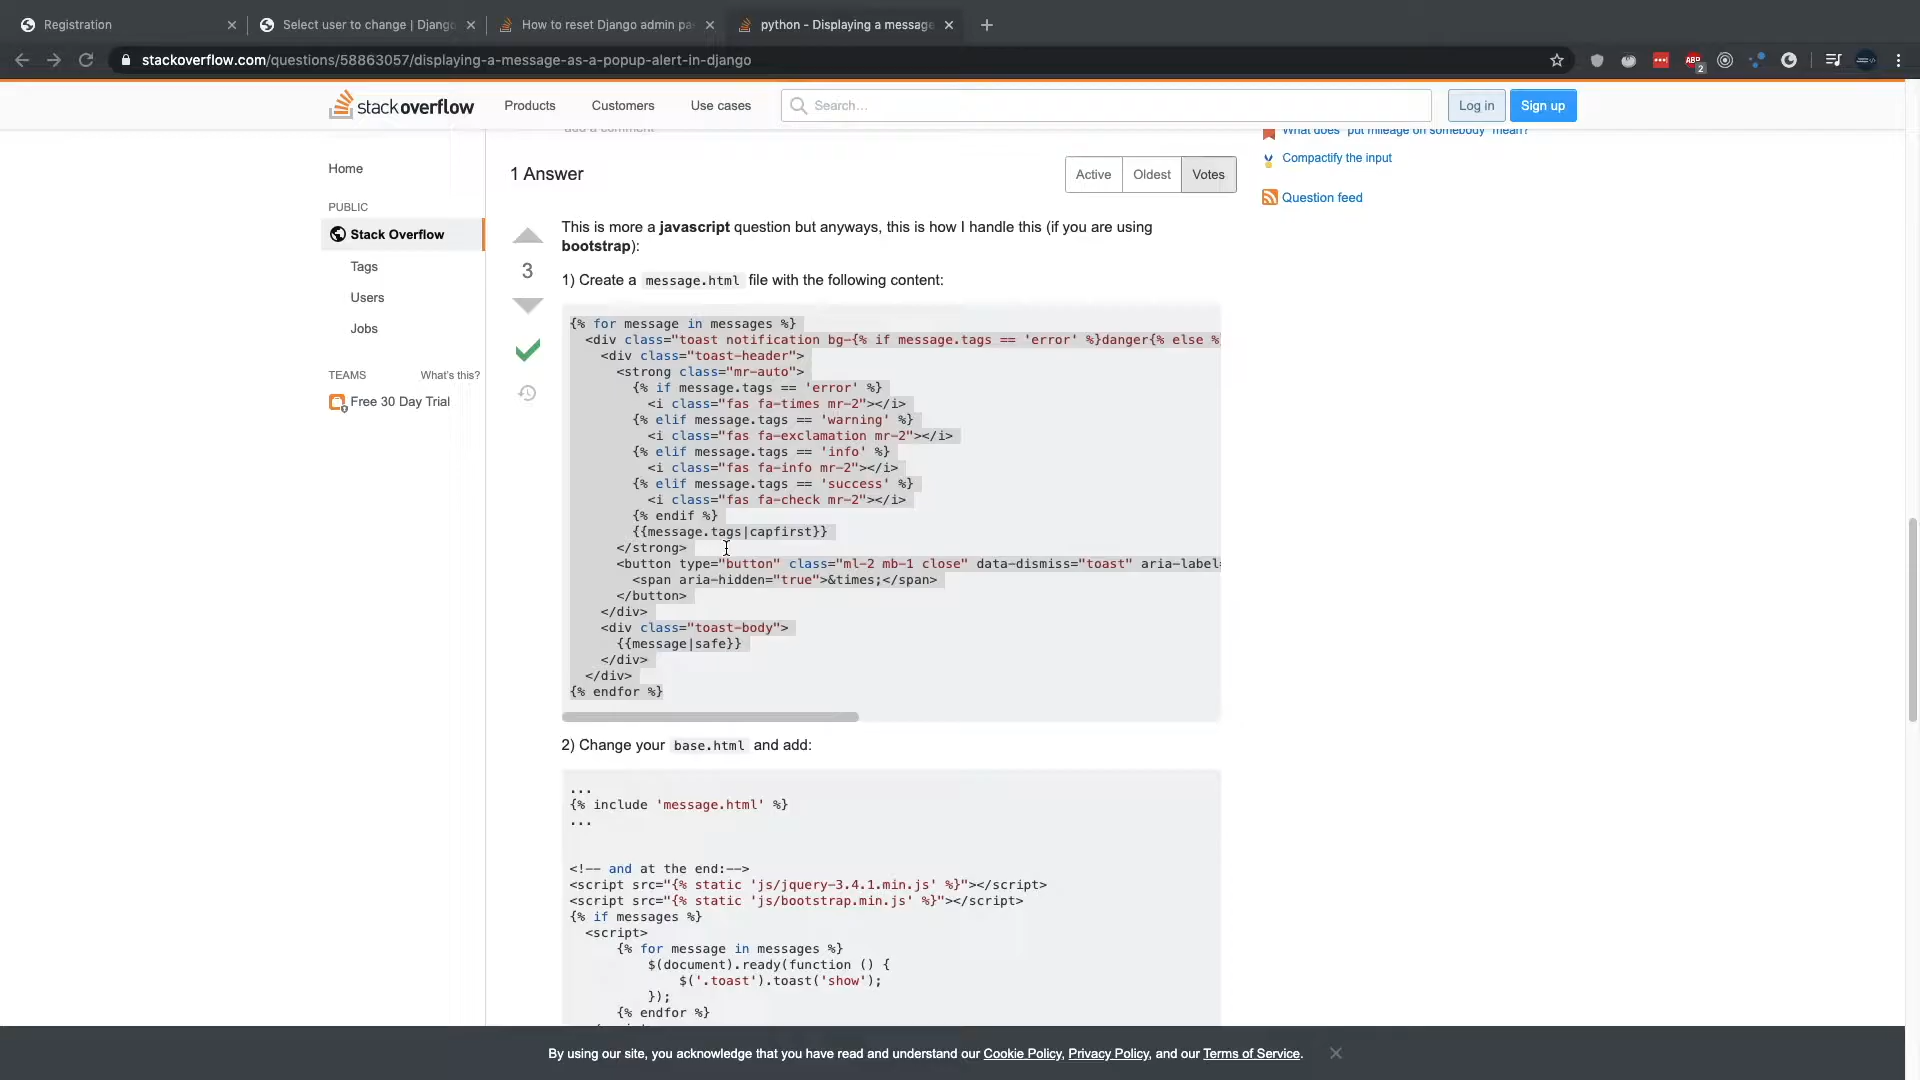 Registration
Select user to change | Django
How to reset Django admin pa
python - Displaying a message
stackoverflow.com/questions/58863057/displaying-a-message-as-a-popup-alert-in-django
ABP
2
stackoverflow
Products
Customers
Use cases
Search...
Log in
Sign up
add a comment
What does "put mileage on somebody" mean?
Compactify the input
Question feed
Home
PUBLIC
Stack Overflow
Tags
Users
Jobs
TEAMS
What's this?
Free 30 Day Trial
1 Answer
Active
Oldest
Votes
3
This is more a javascript question but anyways, this is how I handle this (if you are using
bootstrap):
1) Create a message.html file with the following content:
{% for message in messages %}
<div class="toast notification bg-{% if message.tags == 'error' %}danger{% else %
<div class="toast-header">
<strong class="mr-auto">
{% if message.tags == 'error' %}
<i class="fas fa-times mr-2"></i>
{% elif message.tags == 'warning' %}
<i class="fas fa-exclamation mr-2"></i>
{% elif message.tags == 'info' %}
<i class="fas fa-info mr-2"></i>
{% elif message.tags == 'success' %}
<i class="fas fa-check mr-2"></i>
{% endif %}
{{message.tags|capfirst}}
</strong>
<button type="button" class="ml-2 mb-1 close" data-dismiss="toast" aria-label=
<span aria-hidden="true">&times;</span>
</button>
</div>
<div class="toast-body">
{{message|safe}}
</div>
</div>
{% endfor %}
2) Change your base.html and add:
...
{% include 'message.html' %}
...
<!-- and at the end:-->
<script src="{% static 'js/jquery-3.4.1.min.js' %}"></script>
<script src="{% static 'js/bootstrap.min.js' %}"></script>
{% if messages %}
<script>
{% for message in messages %}
$(document).ready(function () {
$('.toast').toast('show');
});
{% endfor %}
By using our site, you acknowledge that you have read and understand our Cookie Policy, Privacy Policy, and our Terms of Service.